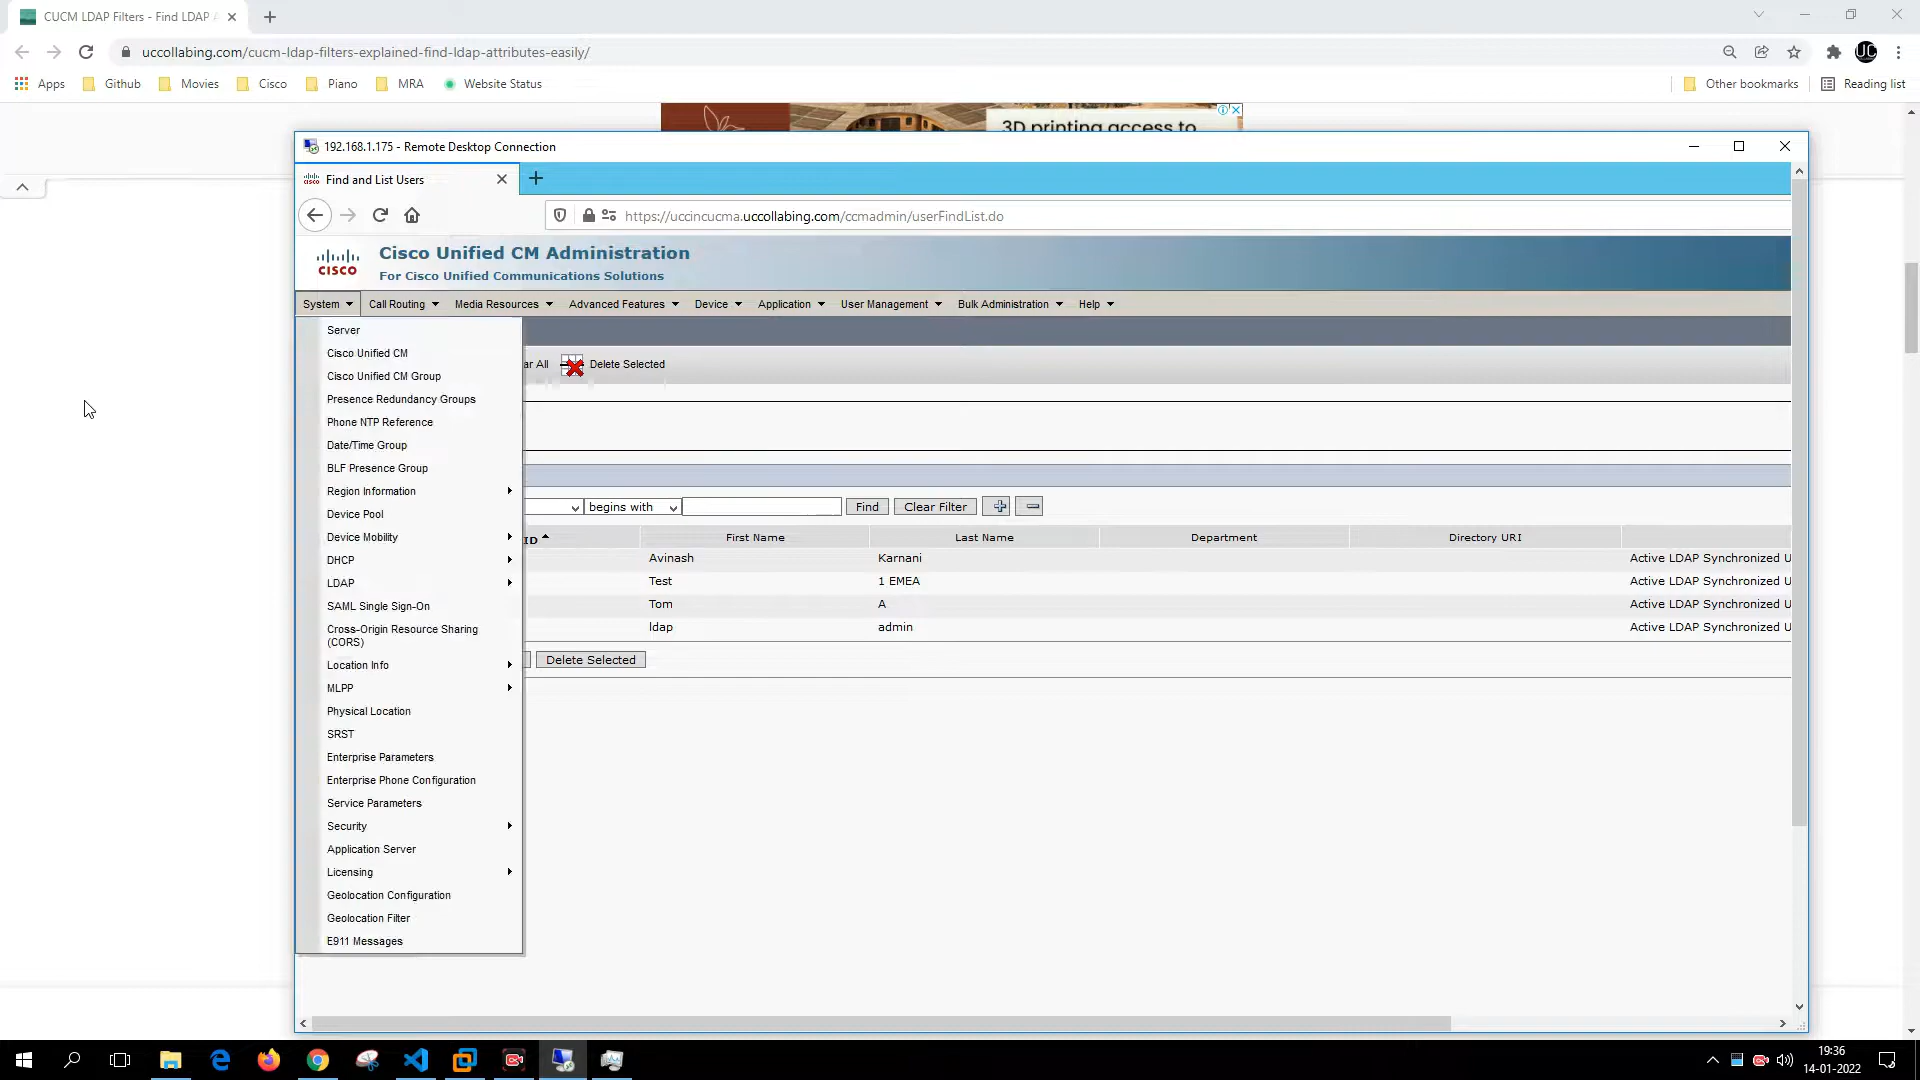 CUCM LDAP Filters - Find LDAP A
uccollabing.com/cucm-ldap-filters-explained-find-ldap-attributes-easily/
UC
Apps
Github
Movies
Cisco
Piano
MRA
Website Status
Other bookmarks
Reading list
3D printing access to
192.168.1.175 - Remote Desktop Connection
Find and List Users
https://uccincucma.uccollabing.com/ccmadmin/userFindList.do
CISCO
Cisco Unified CM Administration
For Cisco Unified Communications Solutions
System
Call Routing
Media Resources
Advanced Features
Device
Application
User Management
Bulk Administration
Help
Server
Cisco Unified CM
Cisco Unified CM Group
Presence Redundancy Groups
Phone NTP Reference
Date/Time Group
BLF Presence Group
Region Information
Device Pool
Device Mobility
DHCP
LDAP
SAML Single Sign-On
Cross-Origin Resource Sharing
(CORS)
Location Info
MLPP
Physical Location
SRST
Enterprise Parameters
Enterprise Phone Configuration
Service Parameters
Security
Application Server
Licensing
Geolocation Configuration
Geolocation Filter
E911 Messages
ar All
Delete Selected
begins with
Find
Clear Filter
ID
First Name
Last Name
Department
Directory URI
Avinash
Karnani
Active LDAP Synchronized U
Test
1 EMEA
Active LDAP Synchronized U
Tom
A
Active LDAP Synchronized U
ldap
admin
Active LDAP Synchronized U
Delete Selected
19:36
14-01-2022